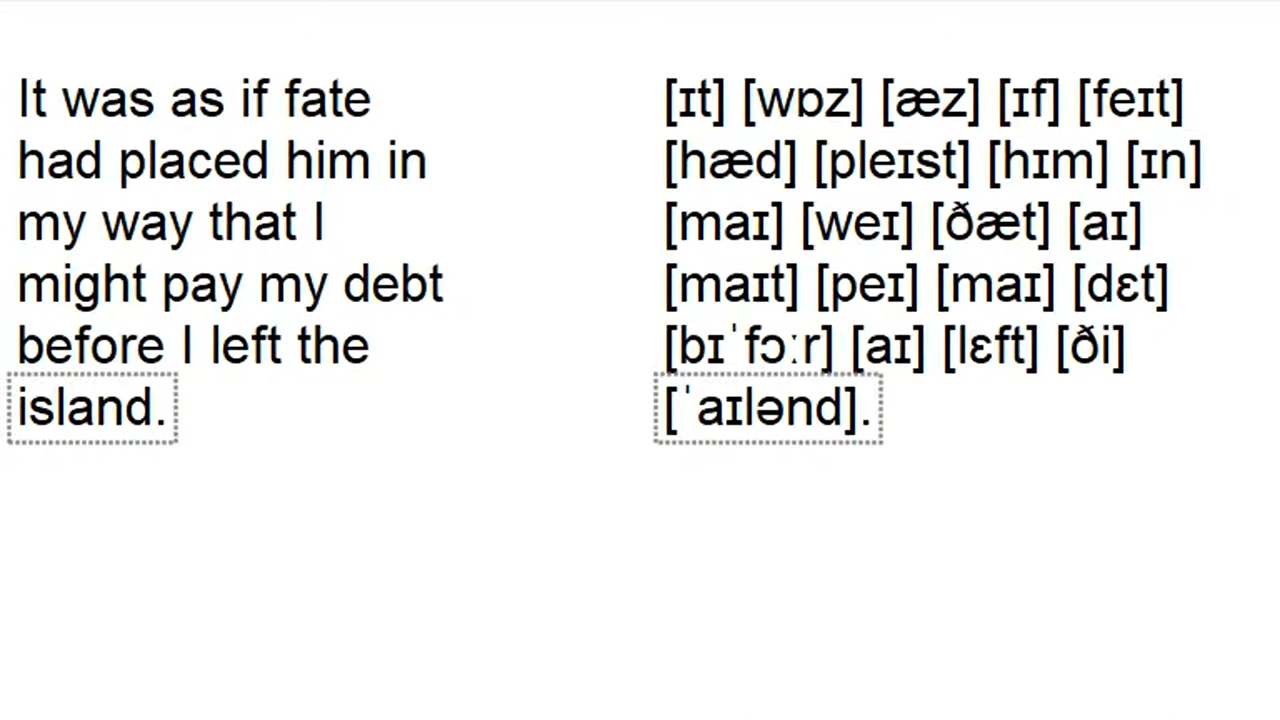 It was as if fate
had placed him in
my way that I
might pay my debt
before I left the
island.
[ɪt] [wɒz] [æz] [ɪf] [feɪt]
[hæd] [pleɪst] [hɪm] [ɪn]
[maɪ] [weɪ] [ðæt] [aɪ]
[maɪt] [peɪ] [maɪ] [dɛt]
[bɪˈfɔːr] [aɪ] [lɛft] [ði]
[ˈaɪlənd].